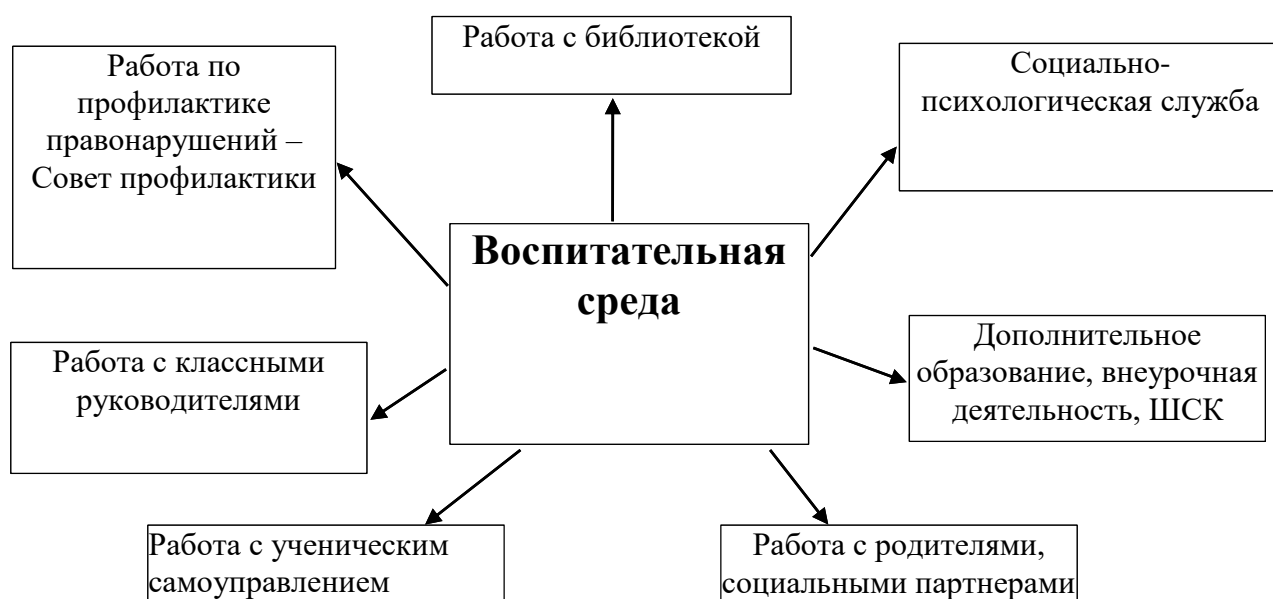 Работа с библиотекой
Работа по
профилактике
правонарушений –
Совет профилактики
Социально-
психологическая служба
Воспитательная
среда
Работа с классными
руководителями
Дополнительное
образование, внеурочная
деятельность, ШСК
Работа с ученическим
самоуправлением
Работа с родителями,
социальными партнерами